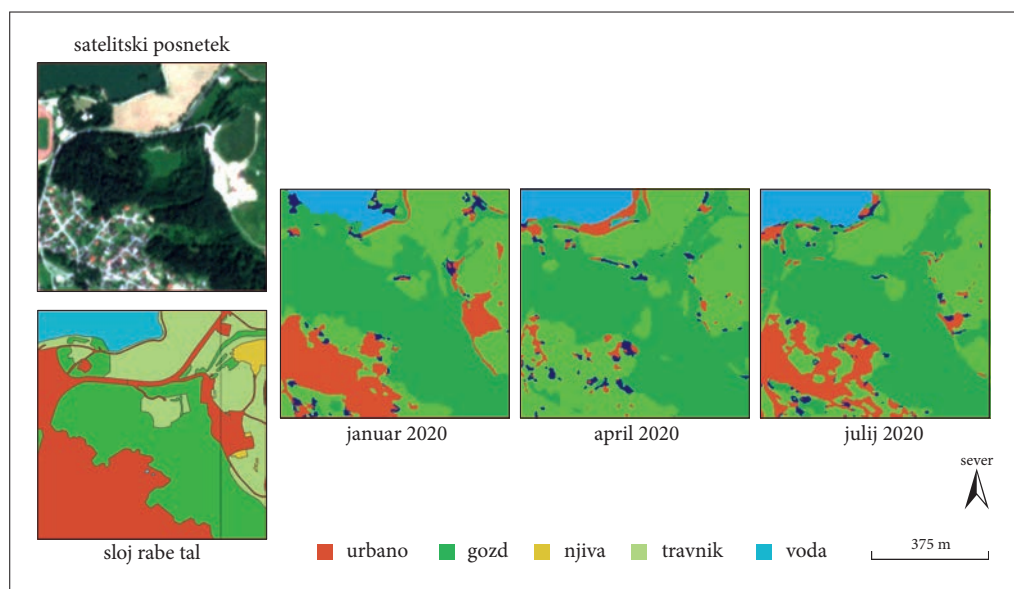 satelitski posnetek
januar 2020
april 2020
julij 2020
sever
sloj rabe tal
urbano
gozd
njiva
travnik
voda
375 m